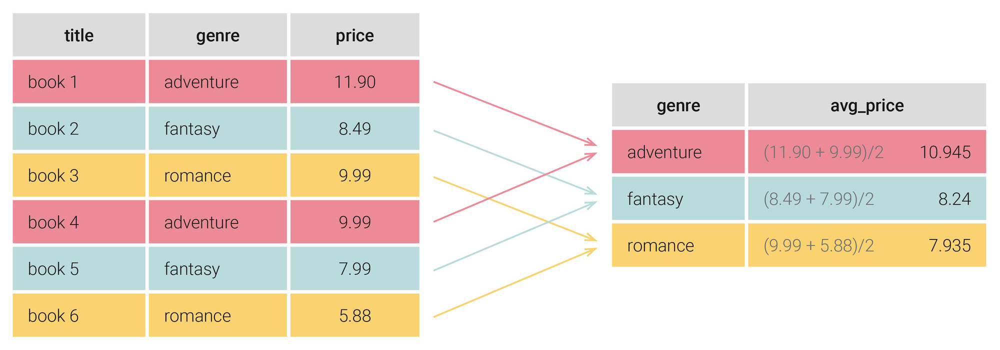 title genre price
book 1 adventure 11.90
book 2 fantasy 8.49
book 3 romance 9.99
book 4 adventure 9.99
book 5 fantasy 7.99
book 6 romance 5.88
genre avg_price
adventure (11.90 + 9.99)/2 10.945
fantasy (8.49 + 7.99)/2 8.24
romance (9.99 + 5.88)/2 7.935